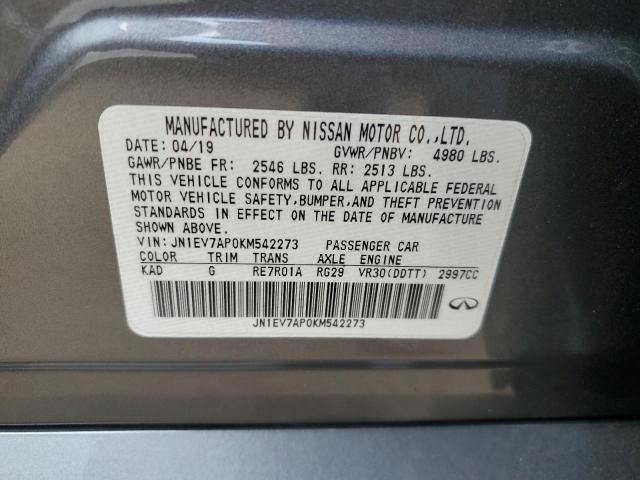 MANUFACTURED BY NISSAN MOTOR CO.,LTD.
DATE: 04/19 GVWR/PNBV: 4980 LBS.
GAWR/PNBE FR: 2546 LBS. RR: 2513 LBS.
THIS VEHICLE CONFORMS TO ALL APPLICABLE FEDERAL
MOTOR VEHICLE SAFETY,BUMPER,AND THEFT PREVENTION
STANDARDS IN EFFECT ON THE DATE OF MANUFACTURE
SHOWN ABOVE.
VIN: JN1EV7AP0KM542273 PASSENGER CAR
COLOR TRIM TRANS AXLE ENGINE
KAD G RE7R01A RG29 VR30(DDTT) 2997CC
JN1EV7AP0KM542273